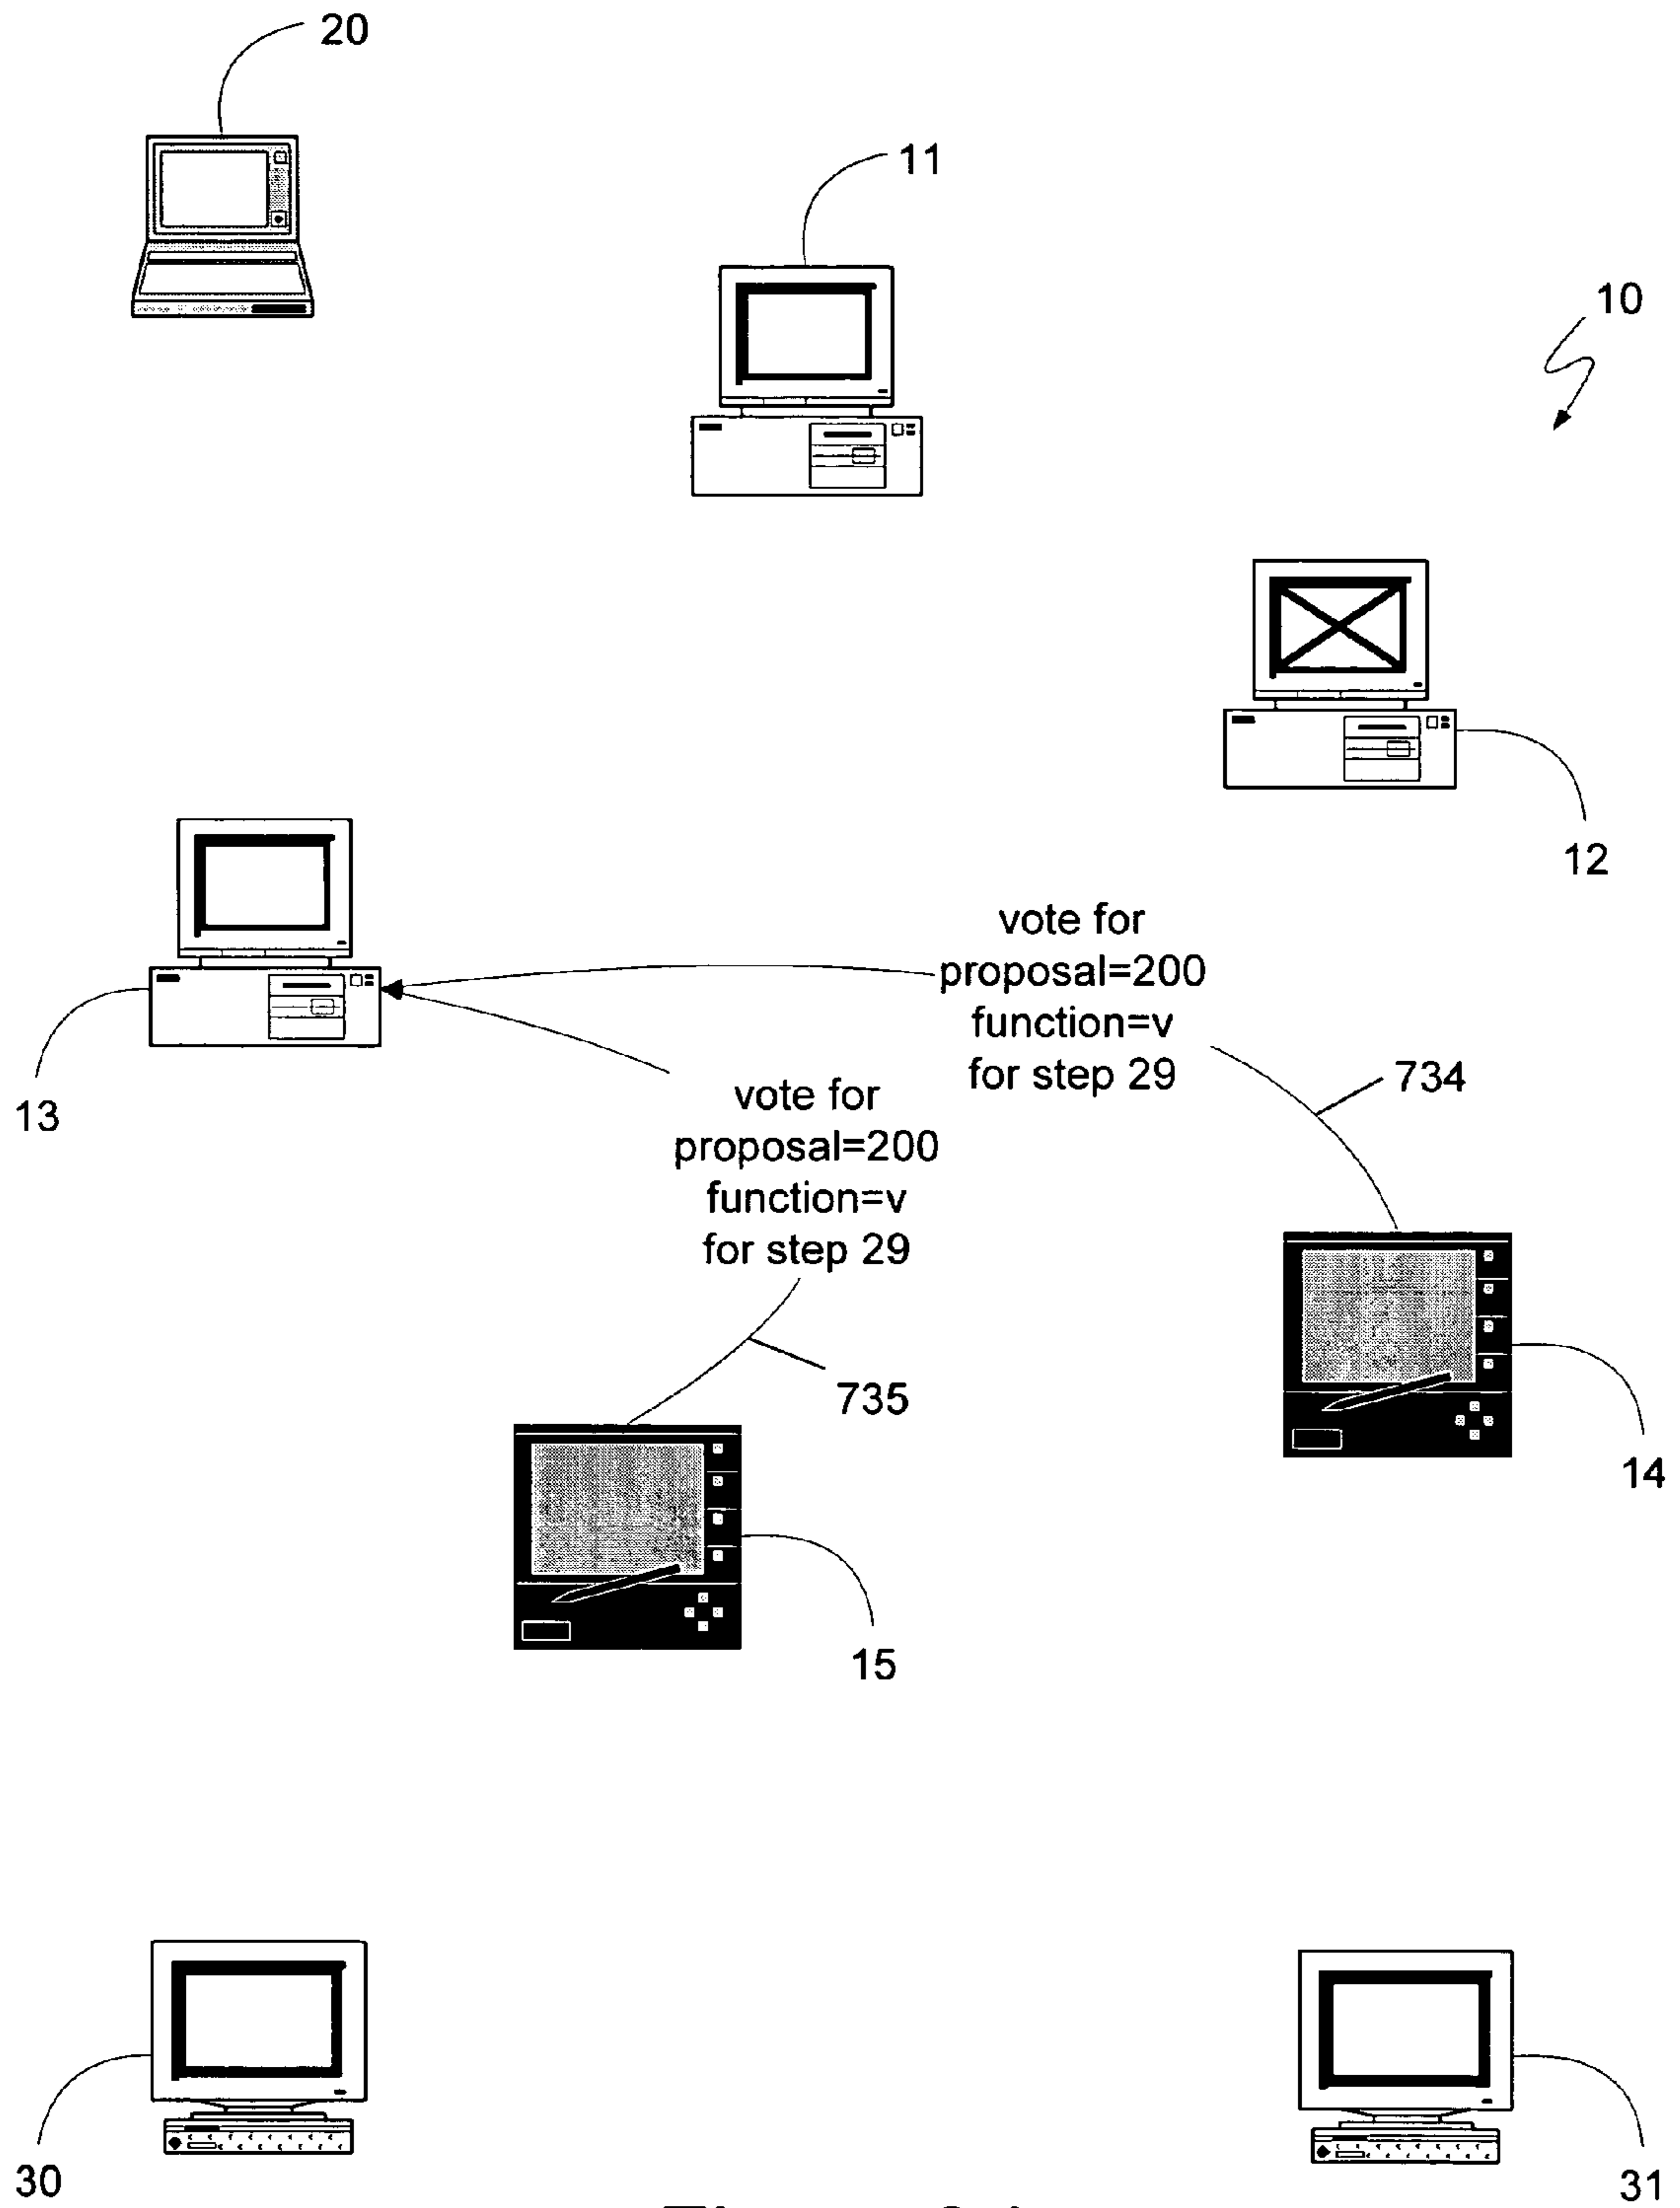 20
11
10
12
vote for
proposal=200
function=v
for step 29
734
13
vote for
proposal=200
function=v
for step 29
735
14
15
30
31